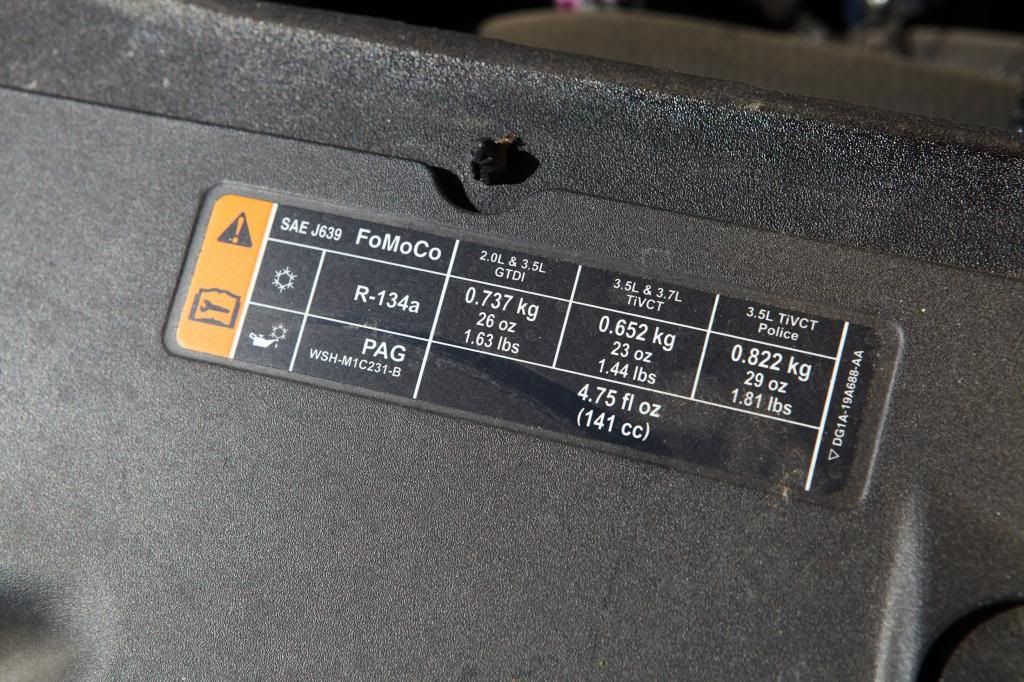 SAE J639 FoMoCo
2.0L & 3.5L
GTDI
3.5L & 3.7L
TiVCT
3.5L TiVCT
Police
R-134a
0.737 kg
26 oz
1.63 lbs
0.652 kg
23 oz
1.44 lbs
0.822 kg
29 oz
1.81 lbs
PAG
WSH-M1C231-B
4.75 fl oz
(141 cc)
▽ DG1A-19A688-AA